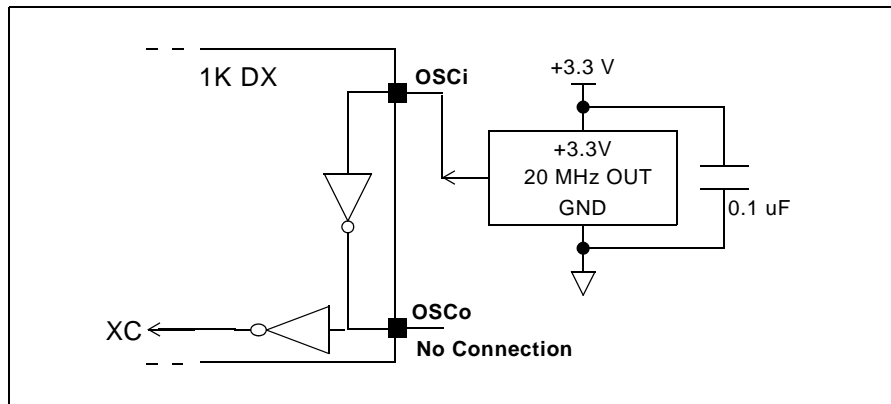 1K DX
OSCi
+3.3 V
+3.3V
20 MHz OUT
GND
0.1 uF
OSCo
XC
No Connection